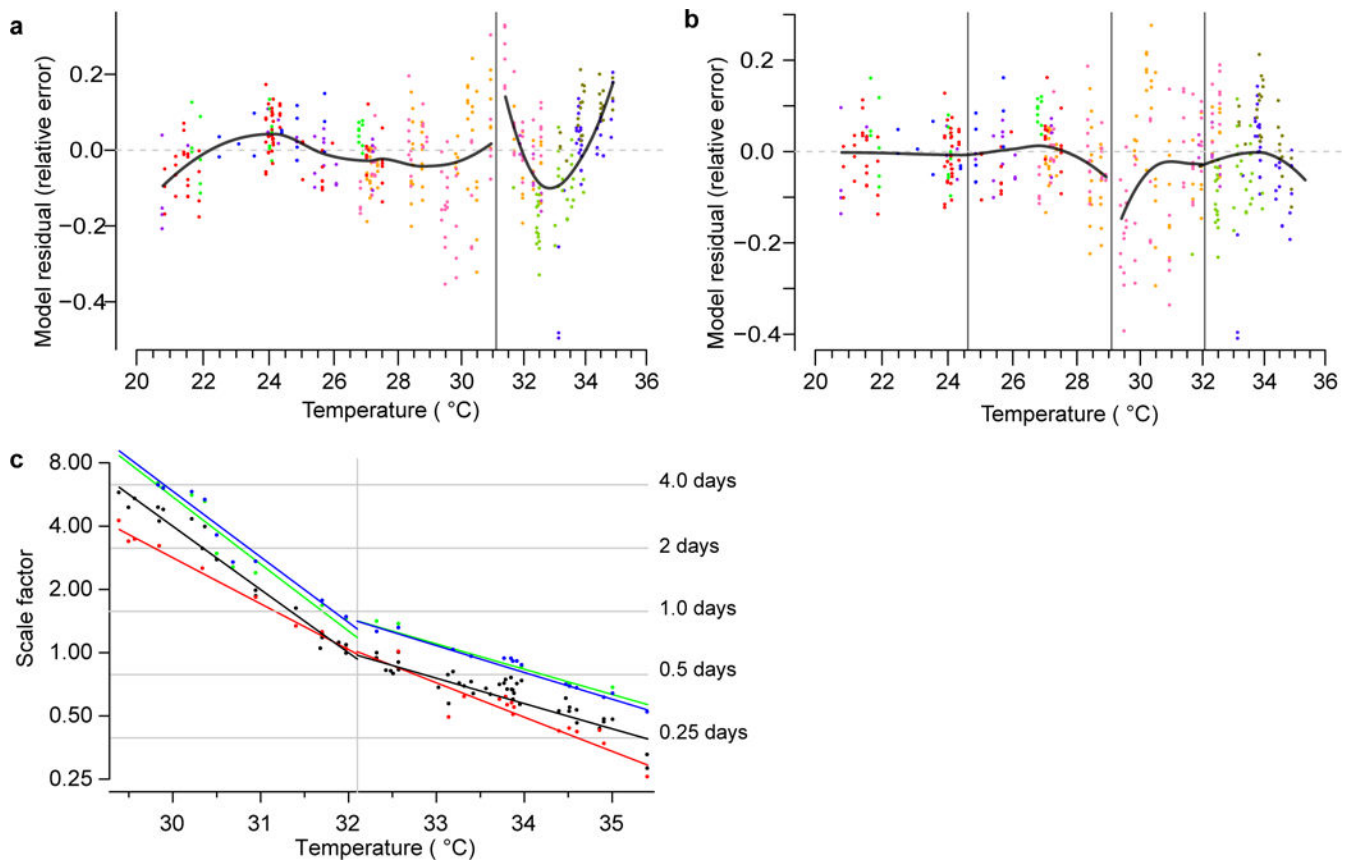 a
Model residual (relative error)
0.2
0.0
−0.2
−0.4
20 22 24 26 28 30 32 34 36
Temperature ( °C)
b
Model residual (relative error)
0.2
0.0
−0.2
−0.4
20 22 24 26 28 30 32 34 36
Temperature ( °C)
c
Scale factor
8.00
4.00
2.00
1.00
0.50
0.25
4.0 days
2 days
1.0 days
0.5 days
0.25 days
30 31 32 33 34 35
Temperature ( °C)